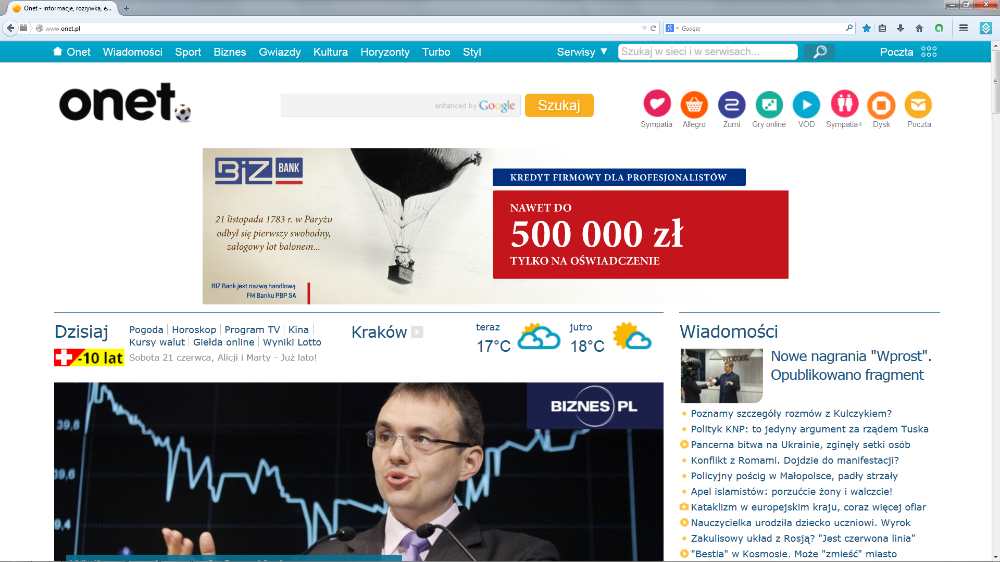 Onet - informacje, rozrywka, e...
www.onet.pl
Google
Onet Wiadomości Sport Biznes Gwiazdy Kultura Horyzonty Turbo Styl
Serwisy
Szukaj w sieci i w serwisach...
Poczta
onet.
enhanced by Google
Szukaj
Sympatia
Allegro
Zumi
Gry online
VOD
Sympatia+
Dysk
Poczta
BiZ BANK
21 listopada 1783 r. w Paryżu
odbył się pierwszy swobodny,
załogowy lot balonem...
BIZ Bank jest nazwą handlową
FM Banku PBP SA
KREDYT FIRMOWY DLA PROFESJONALISTÓW
NAWET DO
500 000 zł
TYLKO NA OŚWIADCZENIE
Dzisiaj
Pogoda Horoskop Program TV Kina
Kursy walut Giełda online Wyniki Lotto
-10 lat
Sobota 21 czerwca, Alicji i Marty - Już lato!
Kraków
teraz
17°C
jutro
18°C
BIZNES PL
39,8
39,6
39,4
Wiadomości
wprost
Nowe nagrania "Wprost".
Opublikowano fragment
Poznamy szczegóły rozmów z Kulczykiem?
Polityk KNP: to jedyny argument za rządem Tuska
Pancerna bitwa na Ukrainie, zginęły setki osób
Konflikt z Romami. Dojdzie do manifestacji?
Policyjny pościg w Małopolsce, padły strzały
Apel islamistów: porzućcie żony i walczcie!
Kataklizm w europejskim kraju, coraz więcej ofiar
Nauczycielka urodziła dziecko uczniowi. Wyrok
Zakulisowy układ z Rosją? "Jest czerwona linia"
"Bestia" w Kosmosie. Może "zmieść" miasto